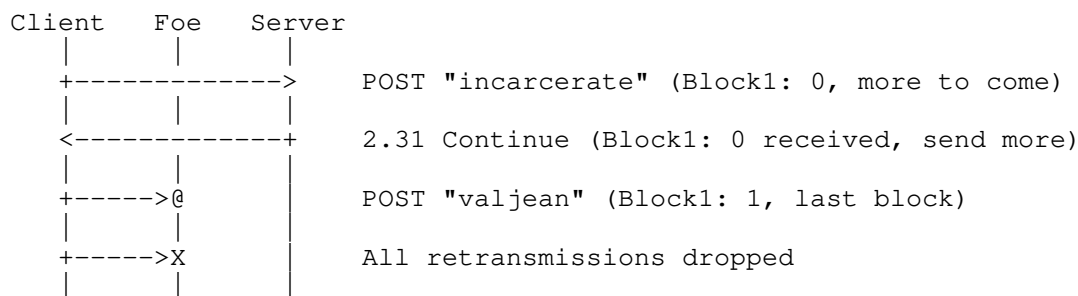 Client Foe Server
| | |
+-------------> POST "incarcerate" (Block1: 0, more to come)
| | |
<-------------+ 2.31 Continue (Block1: 0 received, send more)
| | |
+----->@ | POST "valjean" (Block1: 1, last block)
| | |
+----->X | All retransmissions dropped
| | |